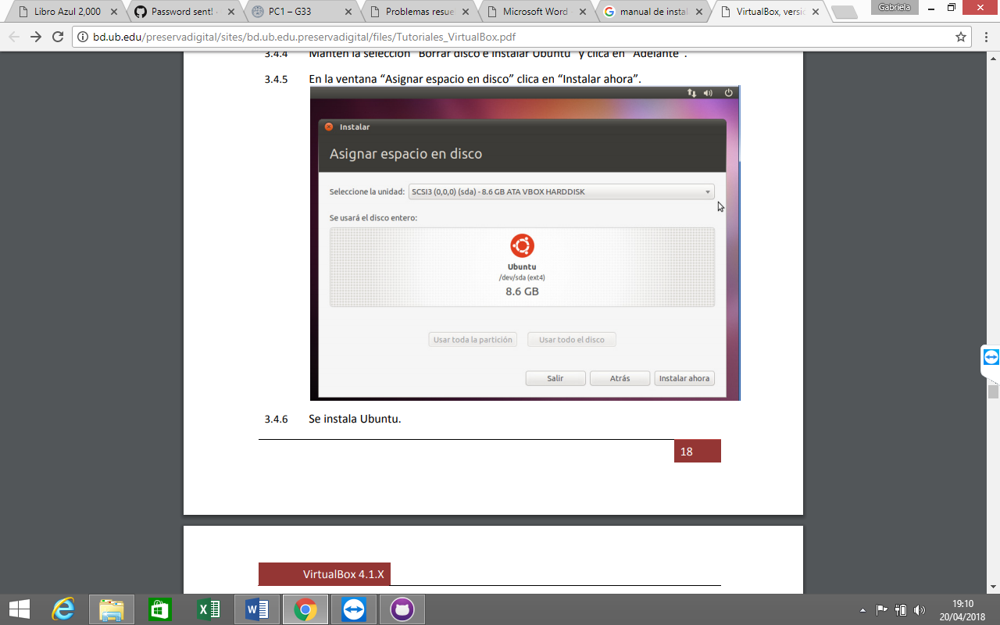 Libro Azul 2,000
Password sent!
PC1 – G33
Problemas resue
Microsoft Word -
manual de instal
VirtualBox, versic
Gabriela
bd.ub.edu/preservadigital/sites/bd.ub.edu.preservadigital/files/Tutoriales_VirtualBox.pdf
3.4.4 Mantén la selección “Borrar disco e instalar Ubuntu” y clica en “Adelante”.
3.4.5 En la ventana “Asignar espacio en disco” clica en “Instalar ahora”.
Instalar
Asignar espacio en disco
Seleccione la unidad: SCSI3 (0,0,0) (sda) - 8.6 GB ATA VBOX HARDDISK
Se usará el disco entero:
Ubuntu
/dev/sda (ext4)
8.6 GB
Usar toda la partición Usar todo el disco
Salir Atrás Instalar ahora
3.4.6 Se instala Ubuntu.
18
VirtualBox 4.1.X
19:10
20/04/2018